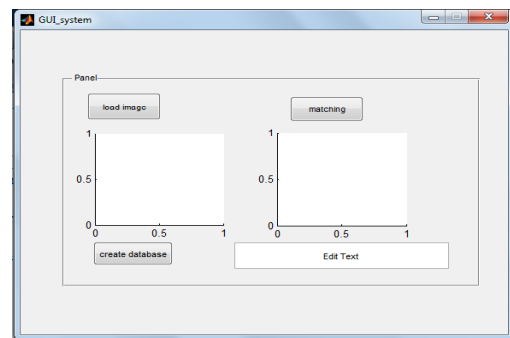 GUI_system
Panel
load image
matching
1
0.5
0
0 0.5 1
1
0.5
0
0 0.5 1
create database
Edit Text